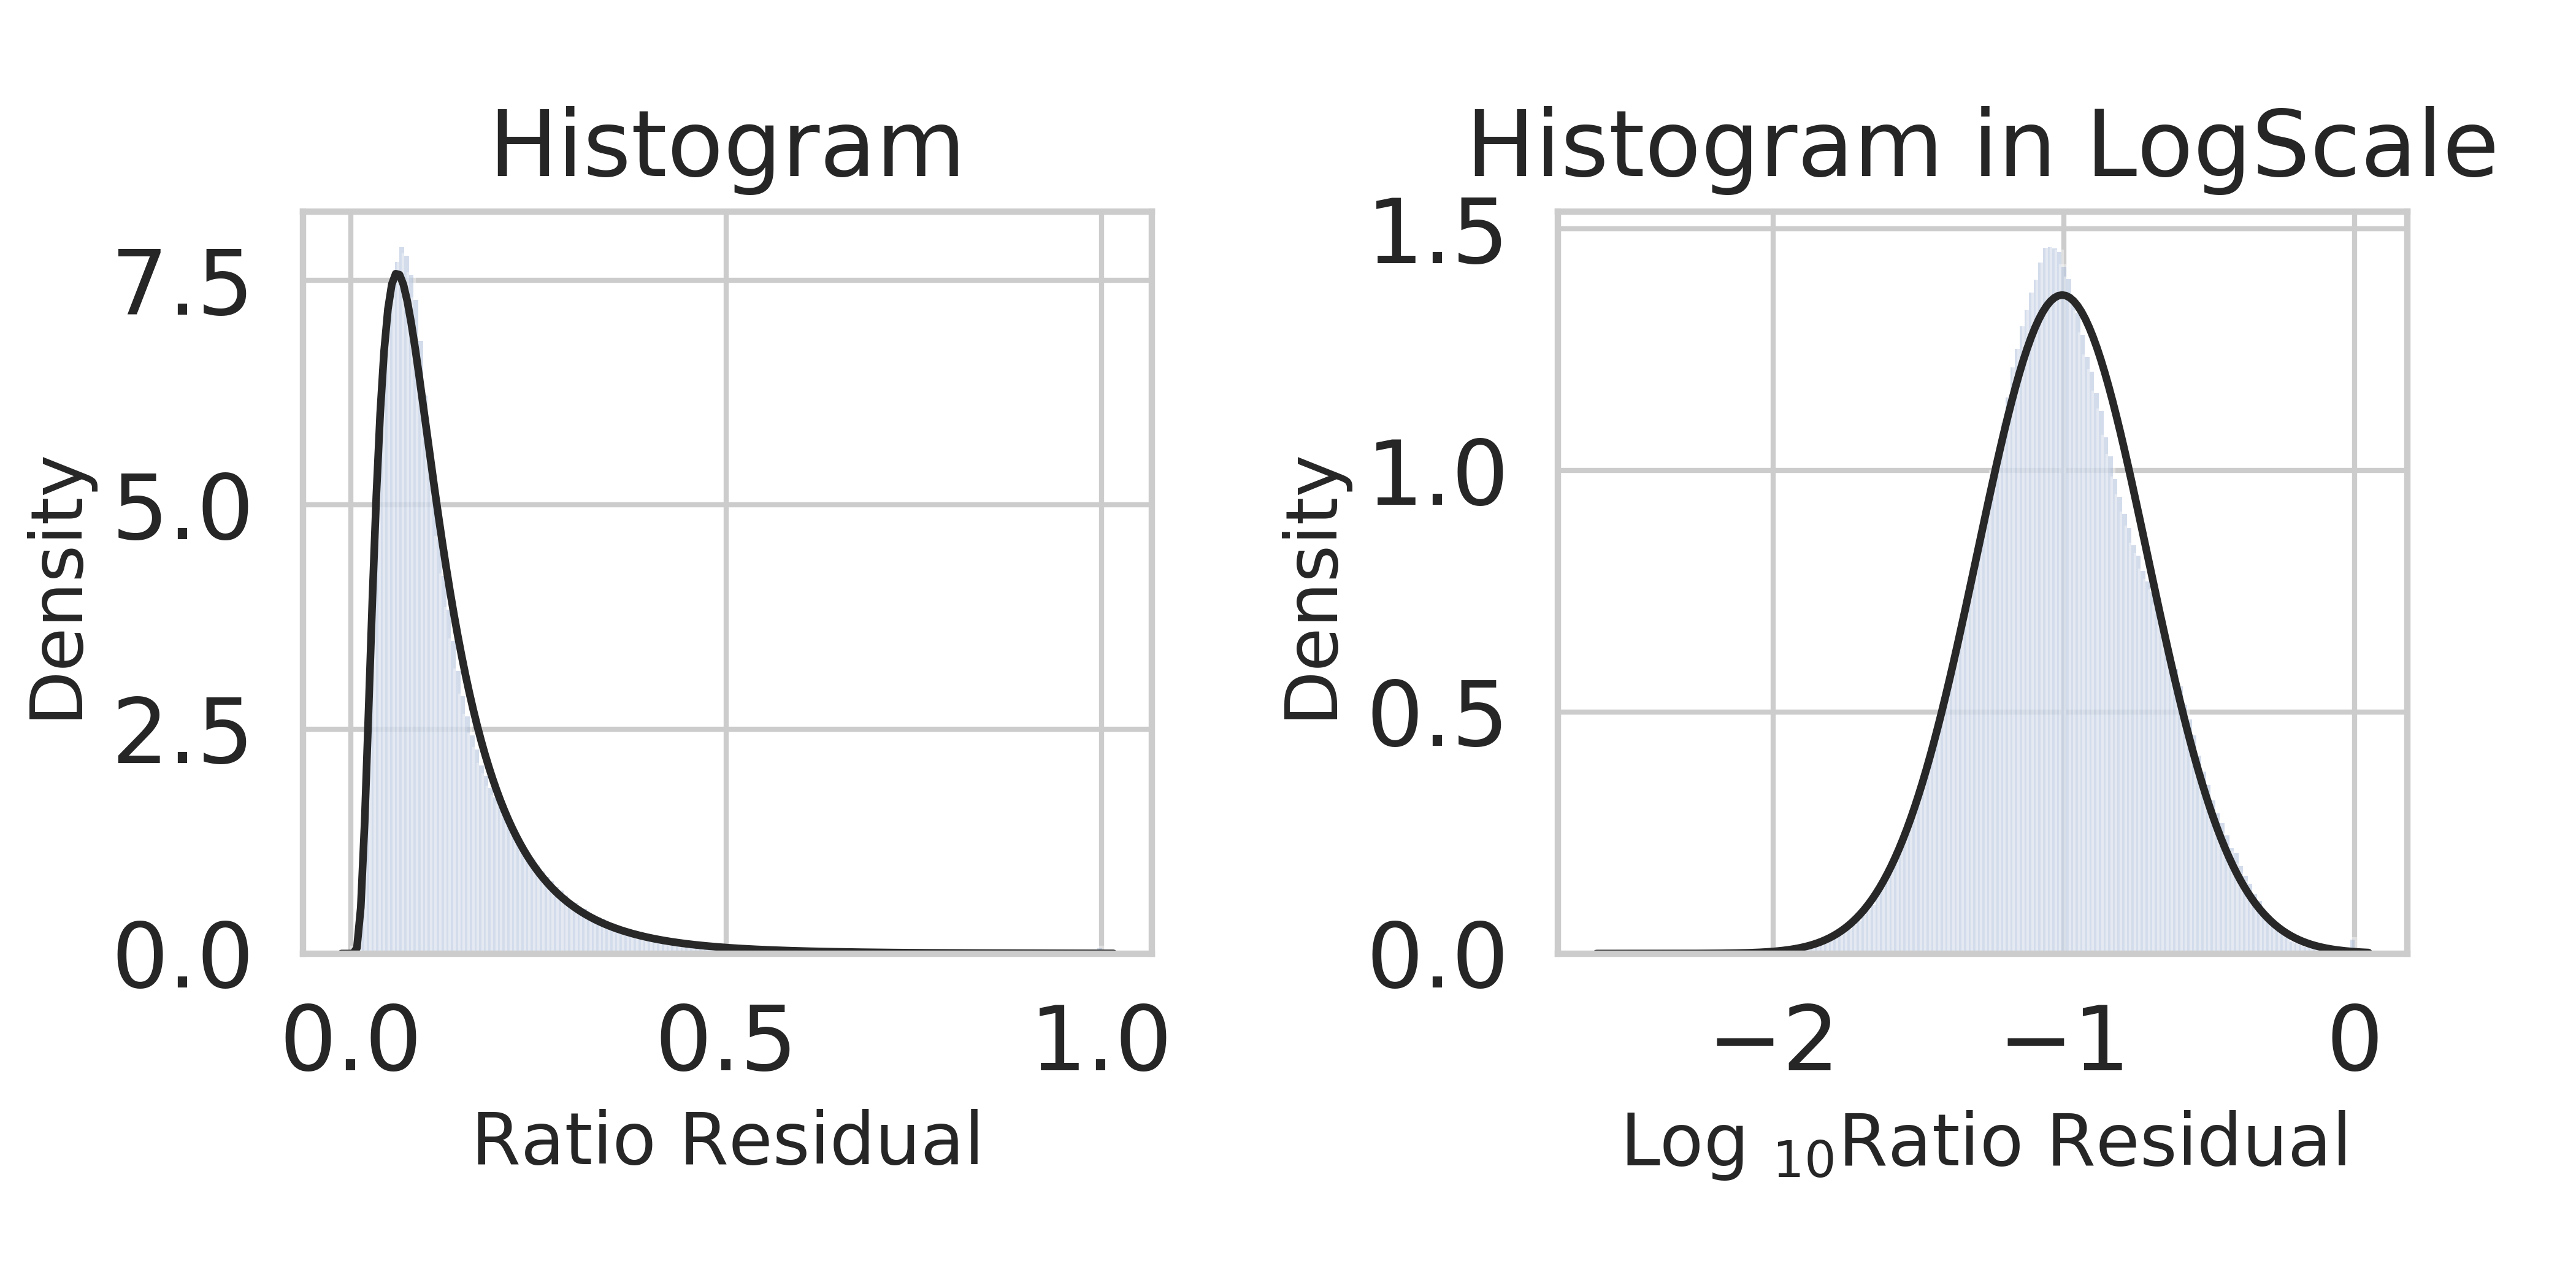 Histogram
Density
7.5
5.0
2.5
0.0
0.0 0.5 1.0
Ratio Residual
Histogram in LogScale
Density
1.5
1.0
0.5
0.0
−2 −1 0
Log 10Ratio Residual